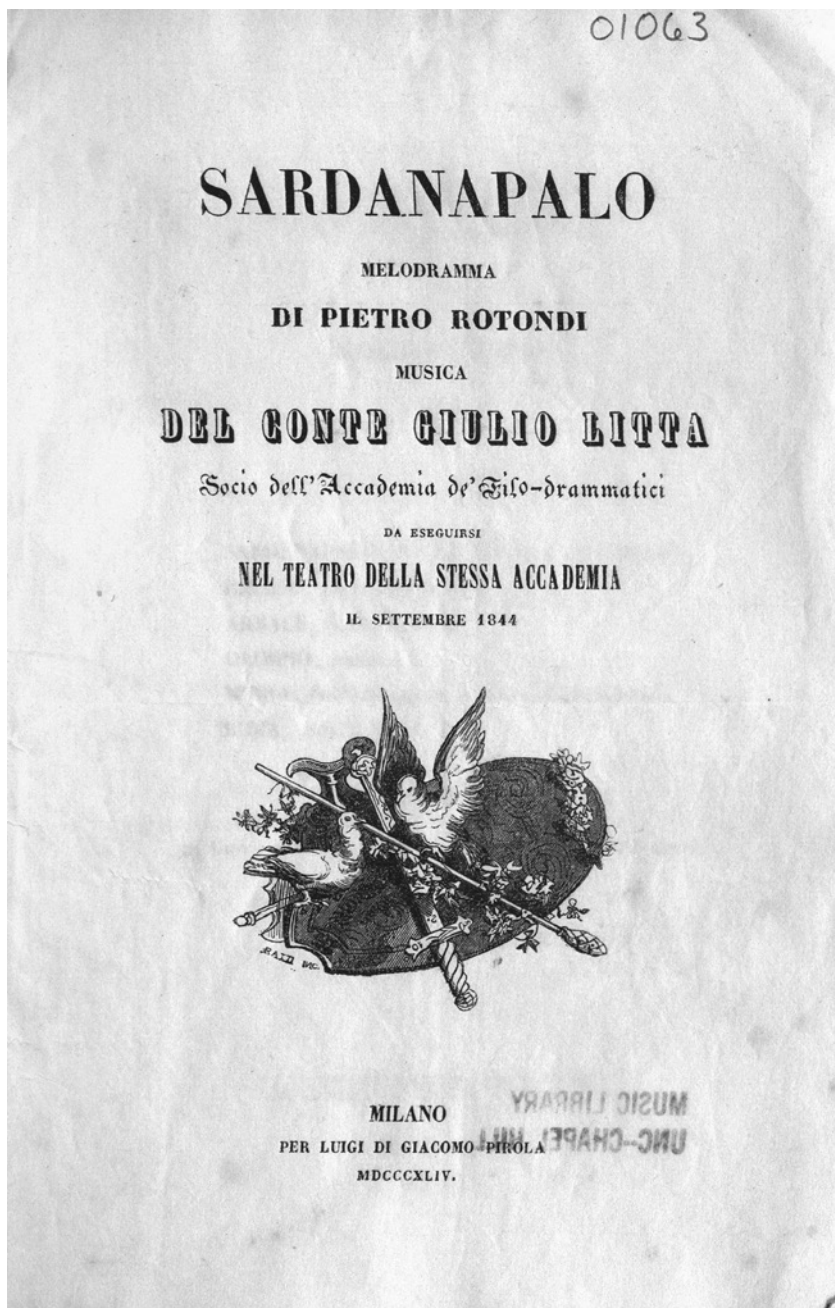 01063
SARDANAPALO
MELODRAMMA
DI PIETRO ROTONDI
MUSICA
DEL CONTE GIULIO LITTA
Socio dell'Accademia de' Filo-drammatici
DA ESEGUIRSI
NEL TEATRO DELLA STESSA ACCADEMIA
IL SETTEMBRE 1844
MILANO
PER LUIGI DI GIACOMO PIROLA
MDCCCXLIV.
MUSIC LIBRARY
UNC--CHAPEL HILL